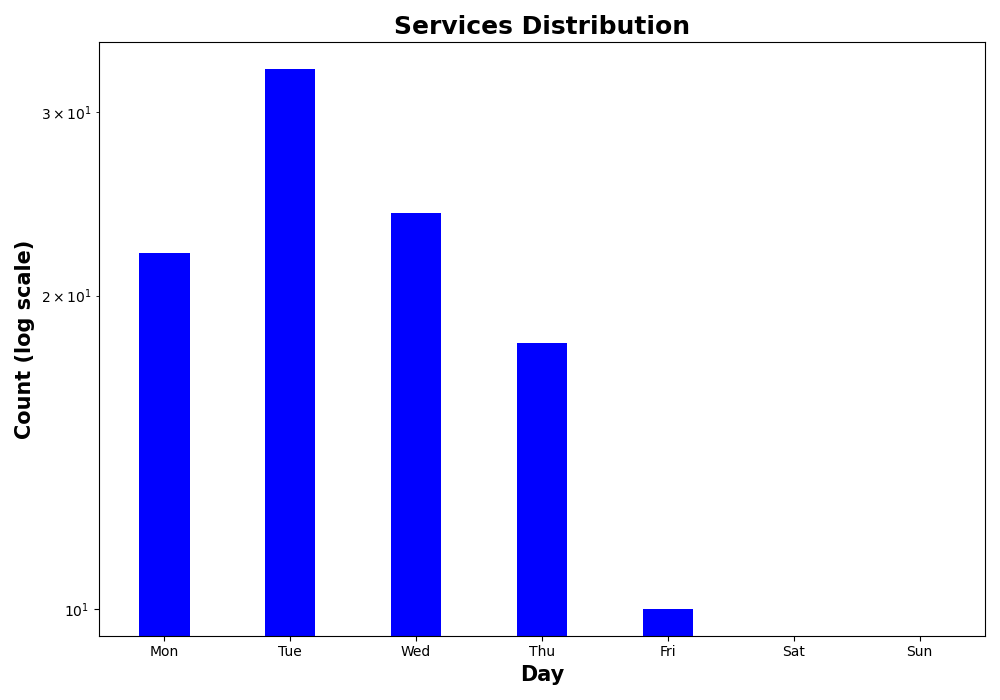 Services Distribution
Count (log scale)
3 × 10¹
2 × 10¹
10¹
Mon Tue Wed Thu Fri Sat Sun
Day